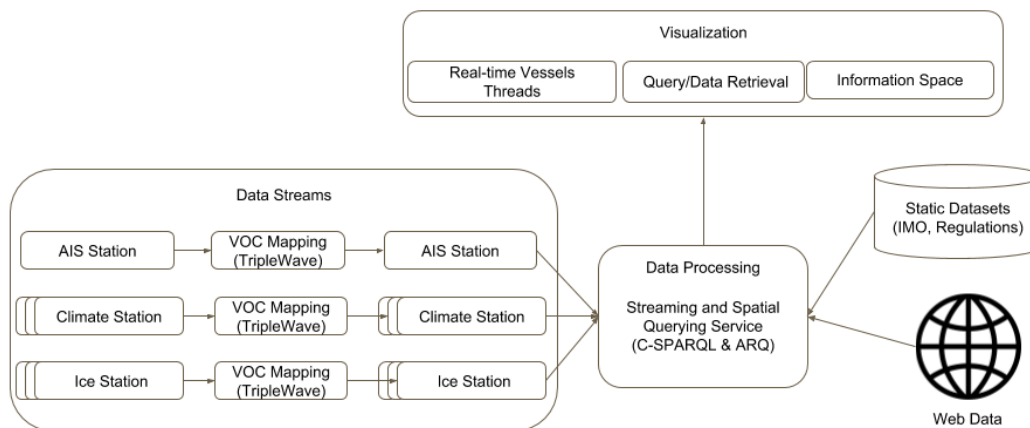 Visualization
Real-time Vessels
Threads
Query/Data Retrieval
Information Space
Data Streams
AIS Station
VOC Mapping
(TripleWave)
AIS Station
Climate Station
VOC Mapping
(TripleWave)
Climate Station
Ice Station
VOC Mapping
(TripleWave)
Ice Station
Data Processing
Streaming and Spatial
Querying Service
(C-SPARQL & ARQ)
Static Datasets
(IMO, Regulations)
Web Data